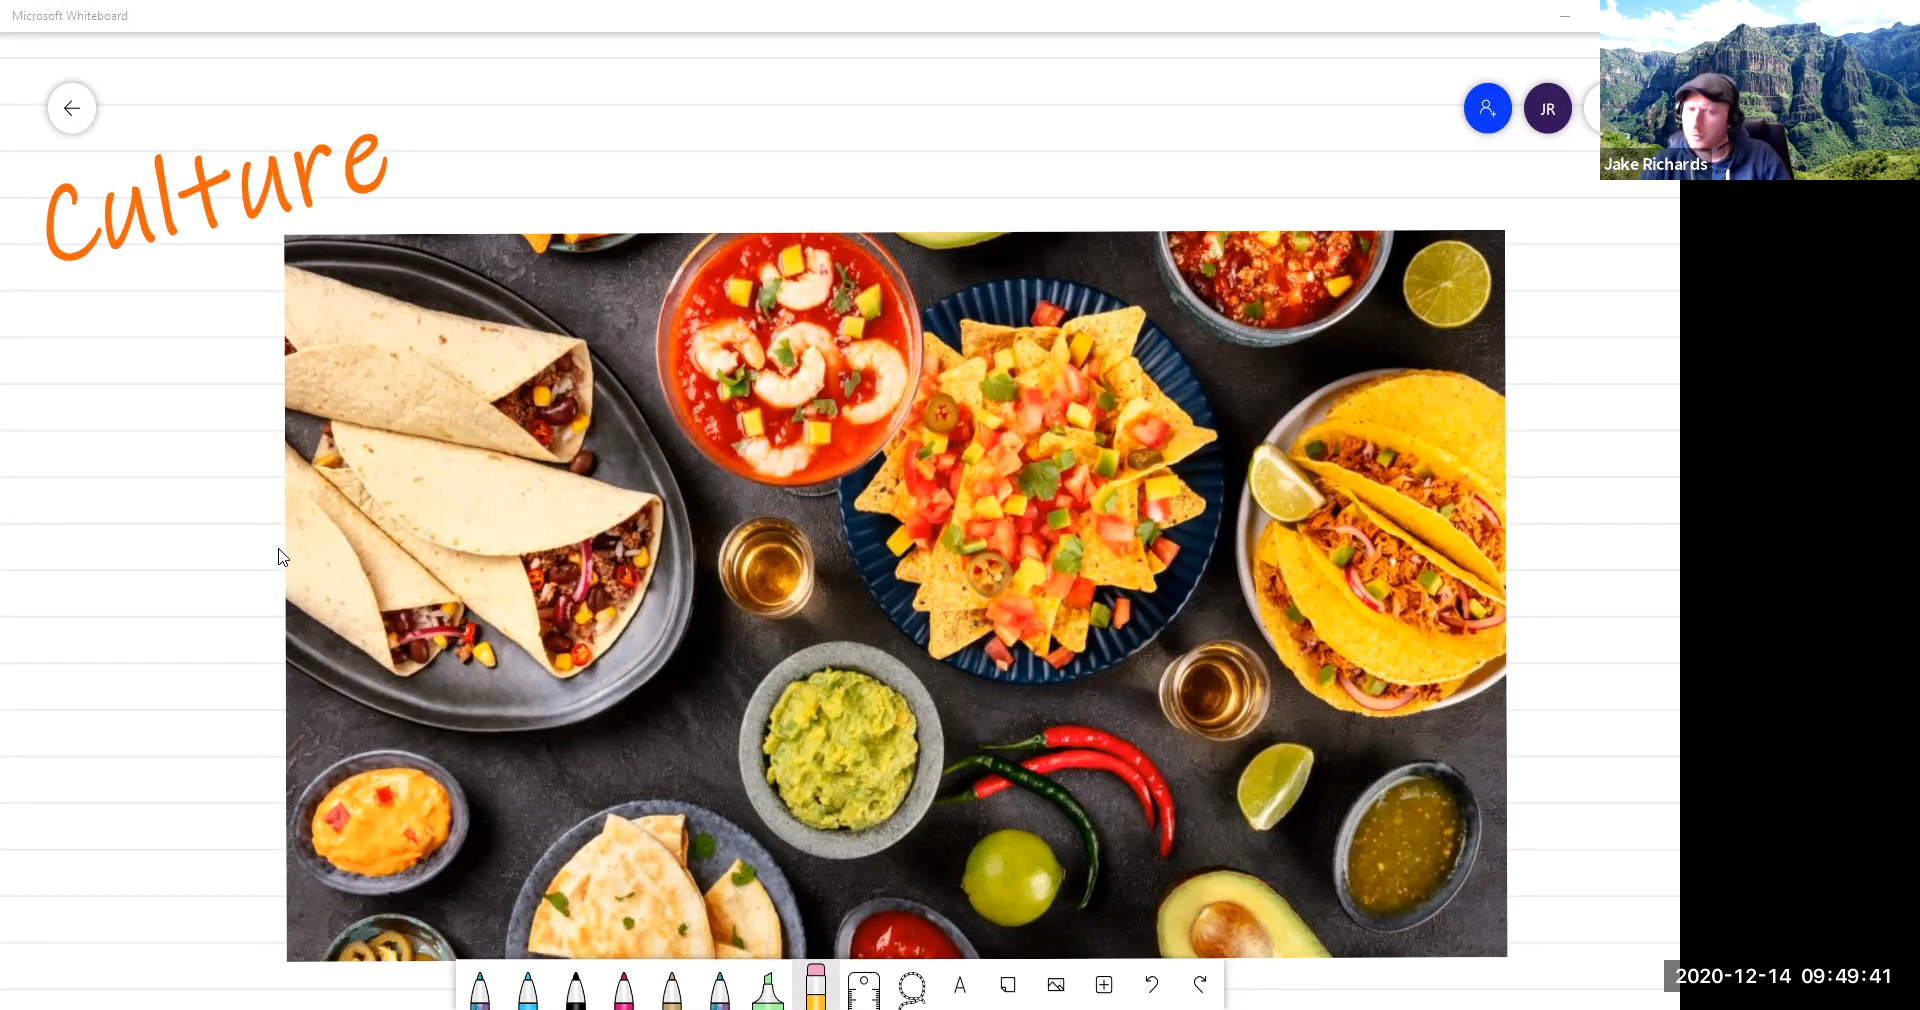 Microsoft Whiteboard
JR
Jake Richards
Culture
A
2020-12-14 09:49:41